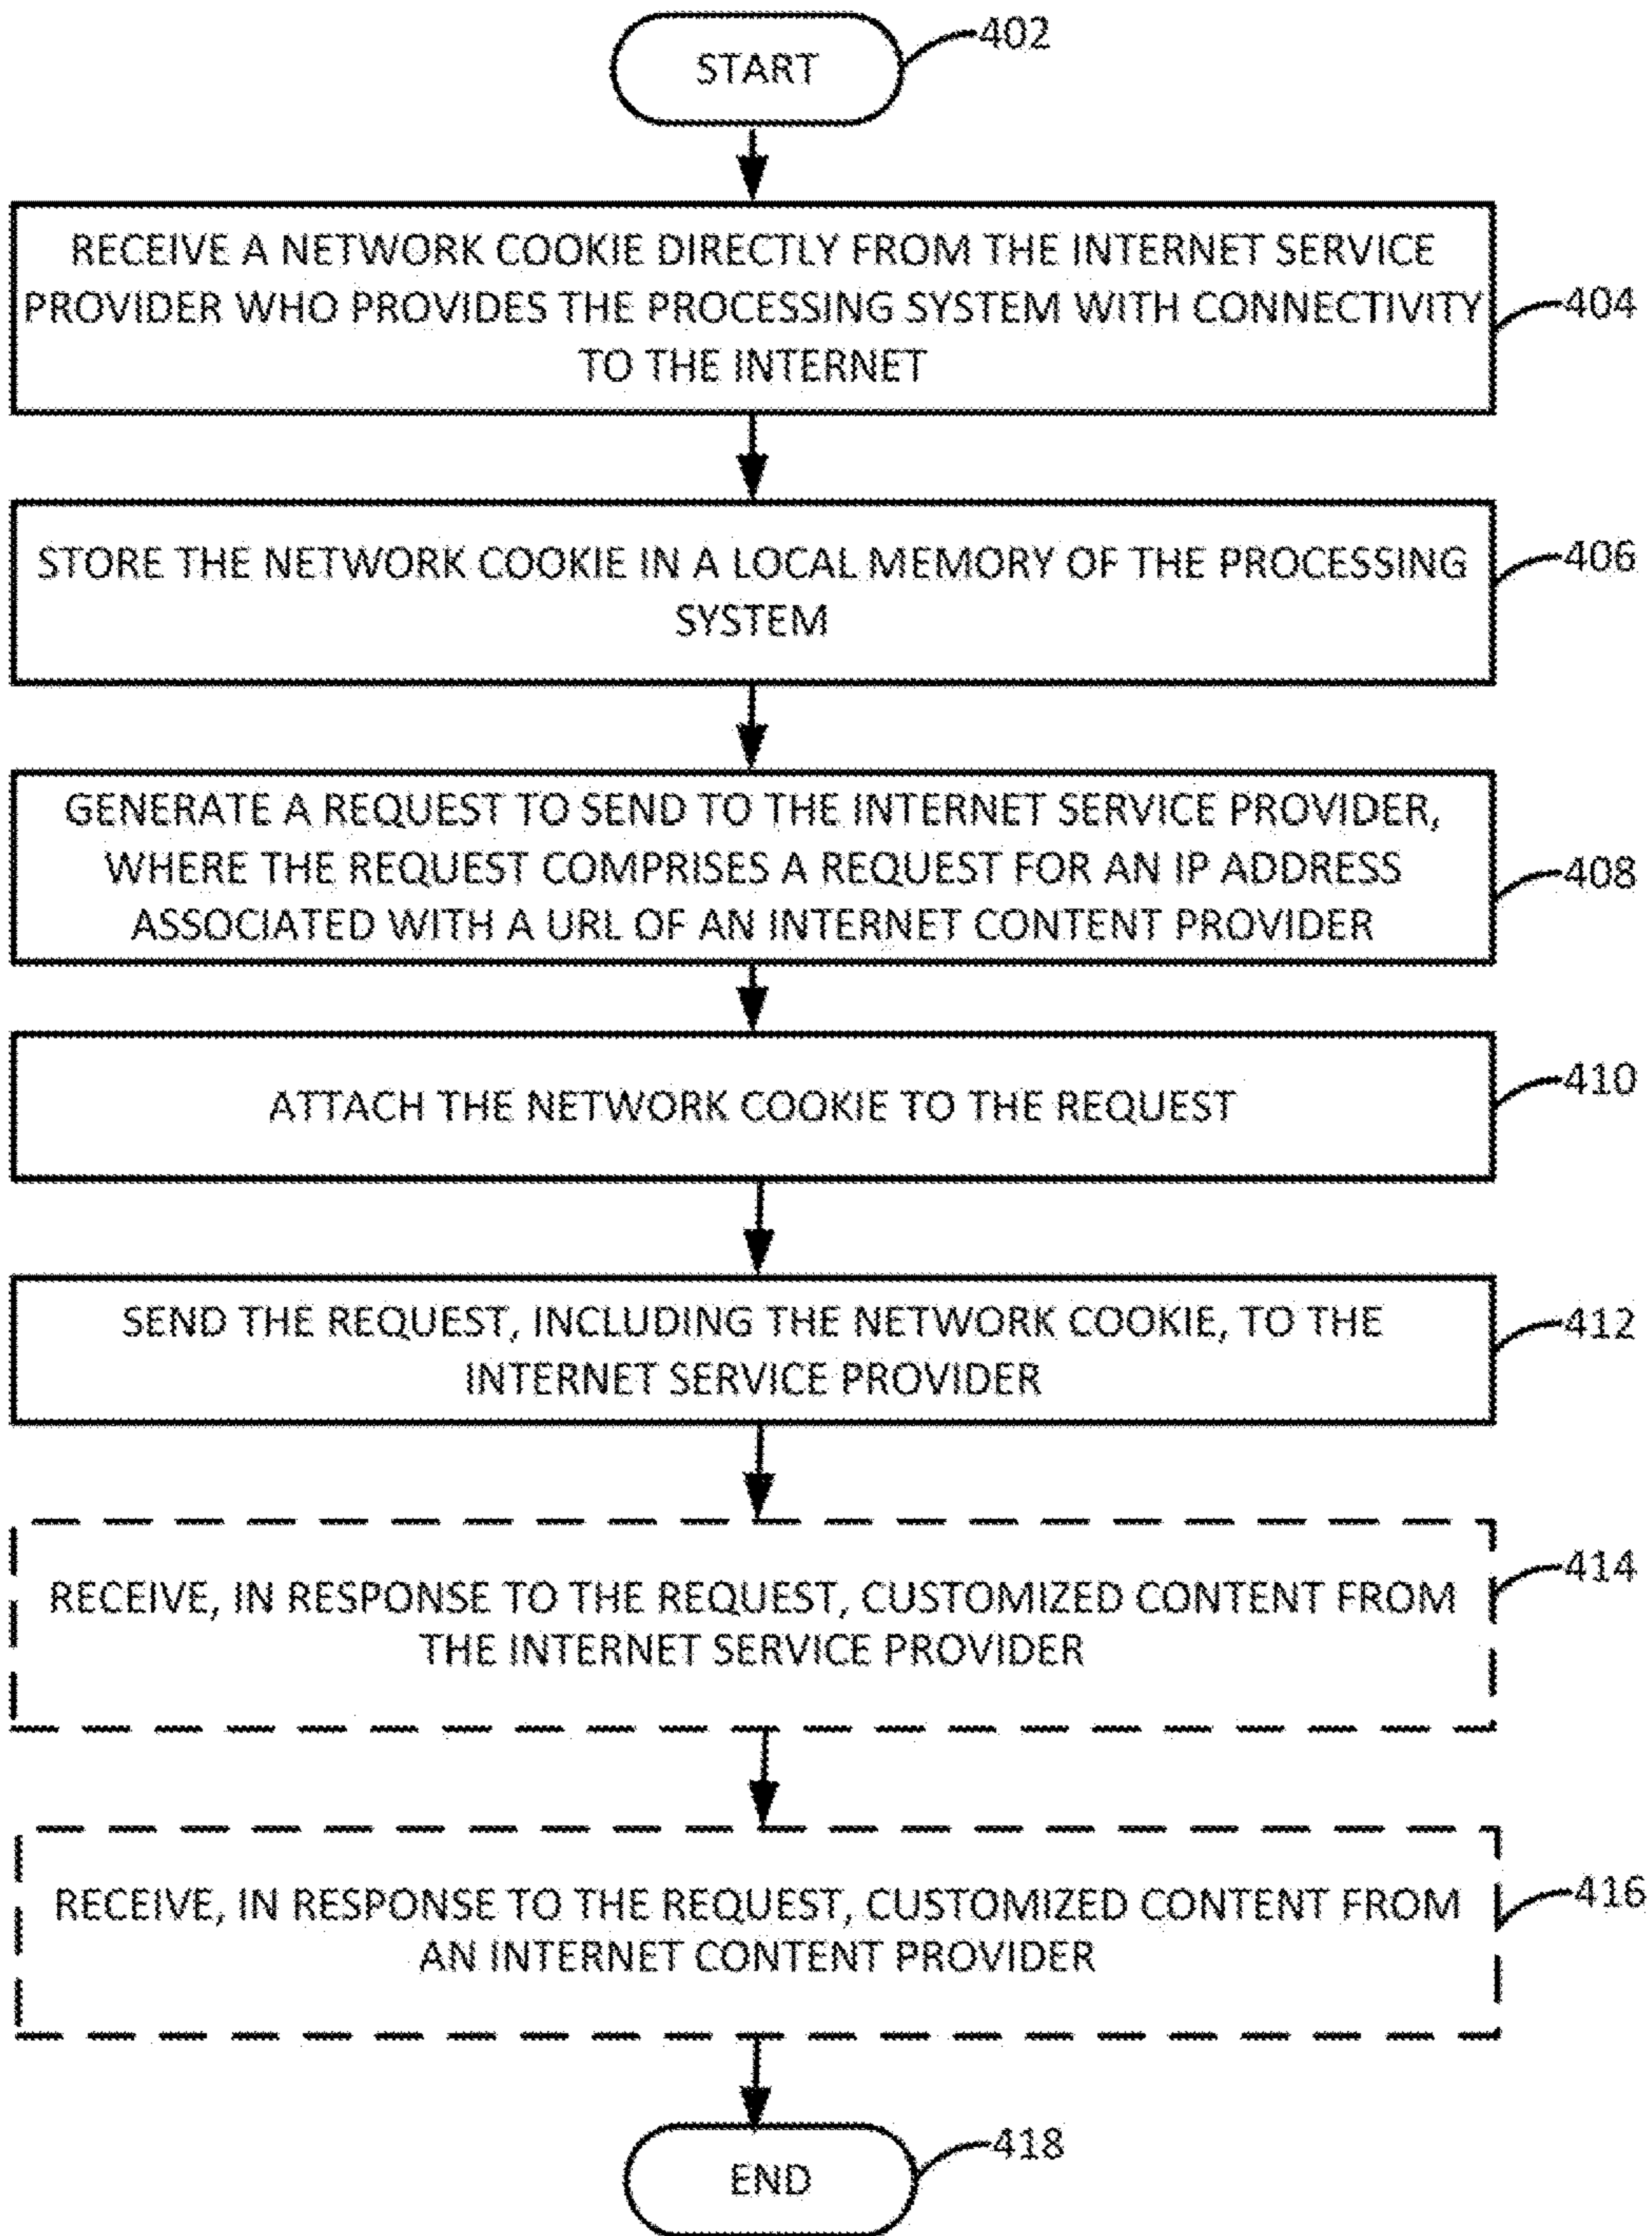 START
402
RECEIVE A NETWORK COOKIE DIRECTLY FROM THE INTERNET SERVICE
PROVIDER WHO PROVIDES THE PROCESSING SYSTEM WITH CONNECTIVITY
TO THE INTERNET
404
STORE THE NETWORK COOKIE IN A LOCAL MEMORY OF THE PROCESSING
SYSTEM
406
GENERATE A REQUEST TO SEND TO THE INTERNET SERVICE PROVIDER,
WHERE THE REQUEST COMPRISES A REQUEST FOR AN IP ADDRESS
ASSOCIATED WITH A URL OF AN INTERNET CONTENT PROVIDER
408
ATTACH THE NETWORK COOKIE TO THE REQUEST
410
SEND THE REQUEST, INCLUDING THE NETWORK COOKIE, TO THE
INTERNET SERVICE PROVIDER
412
RECEIVE, IN RESPONSE TO THE REQUEST, CUSTOMIZED CONTENT FROM
THE INTERNET SERVICE PROVIDER
414
RECEIVE, IN RESPONSE TO THE REQUEST, CUSTOMIZED CONTENT FROM
AN INTERNET CONTENT PROVIDER
416
END
418